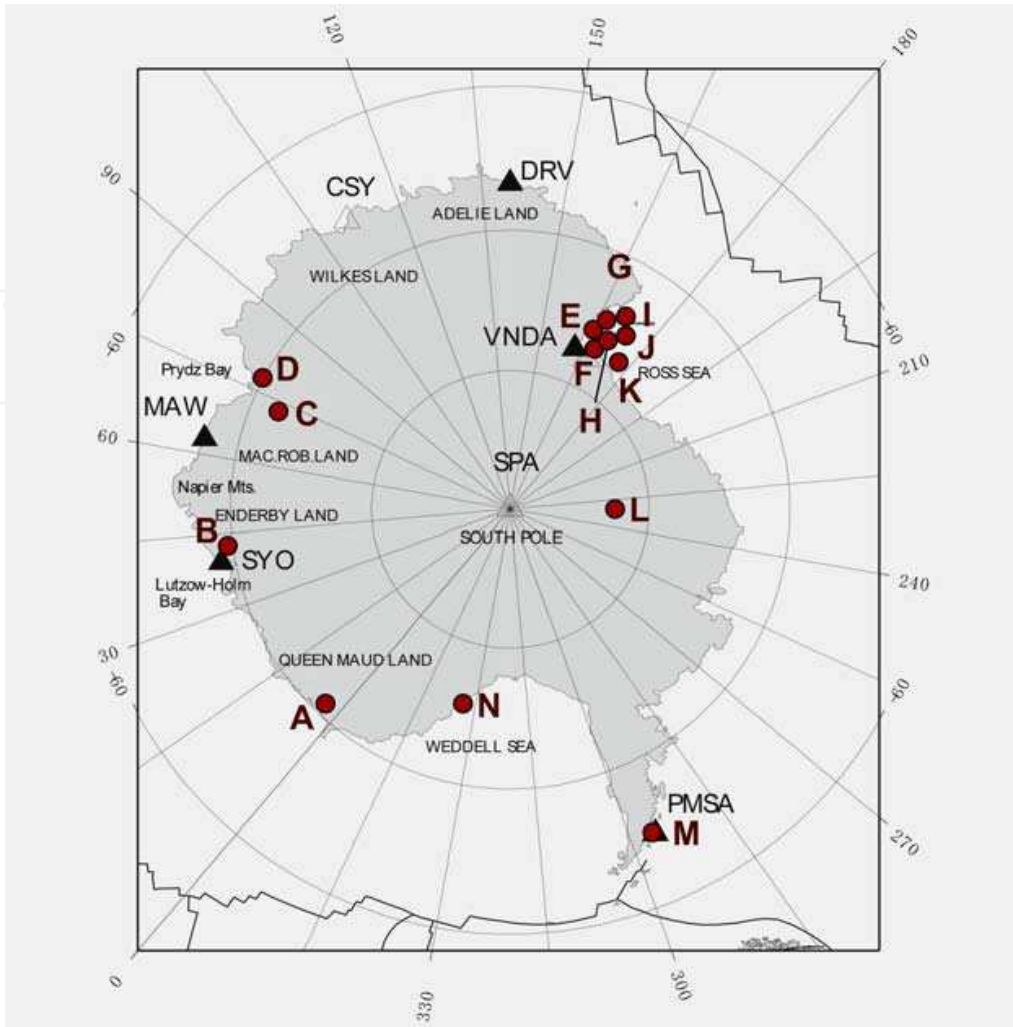 120
150
180
90
CSY
DRV
ADELIE LAND
WILKES LAND
G
E
I
VNDA
J
-60
-60
Prydz Bay
D
F
ROSS SEA
210
MAW
C
K
H
60
MAC.ROB.LAND
SPA
Napier Mts.
ENDERBY LAND
L
B
SOUTH POLE
SYO
Lutzow-Holm
Bay
240
30
QUEEN MAUD LAND
-60
-60
A
N
WEDDELL SEA
PMSA
M
270
0
330
300